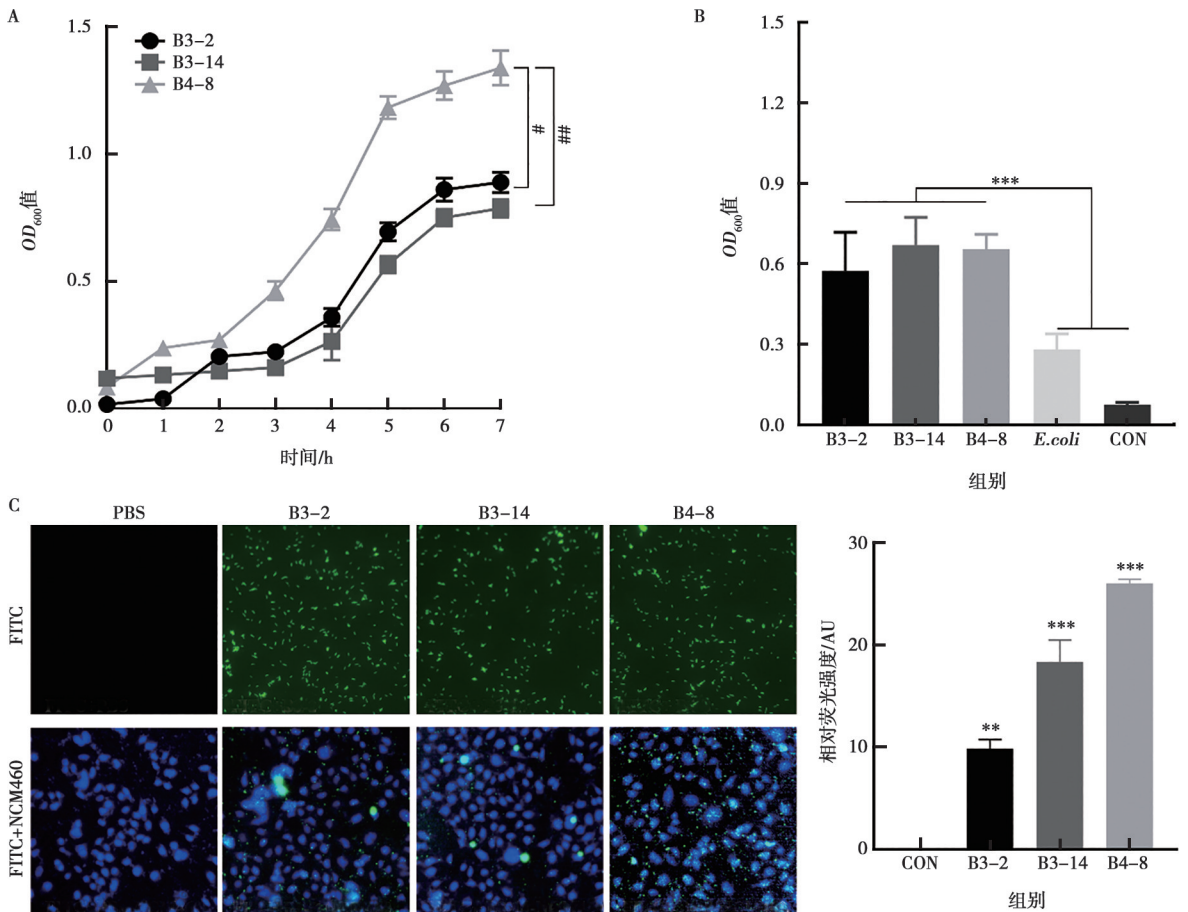 A
1.5
1.0
0.5
0.0
OD600值
B3-2
B3-14
B4-8
#
##
0 1 2 3 4 5 6 7
时间/h
B
1.5
1.2
0.9
0.6
0.3
0.0
OD600值
***
B3-2 B3-14 B4-8 E.coli CON
组别
C
PBS B3-2 B3-14 B4-8
FITC
FITC+NCM460
30
20
10
0
相对荧光强度/AU
**
***
***
CON B3-2 B3-14 B4-8
组别